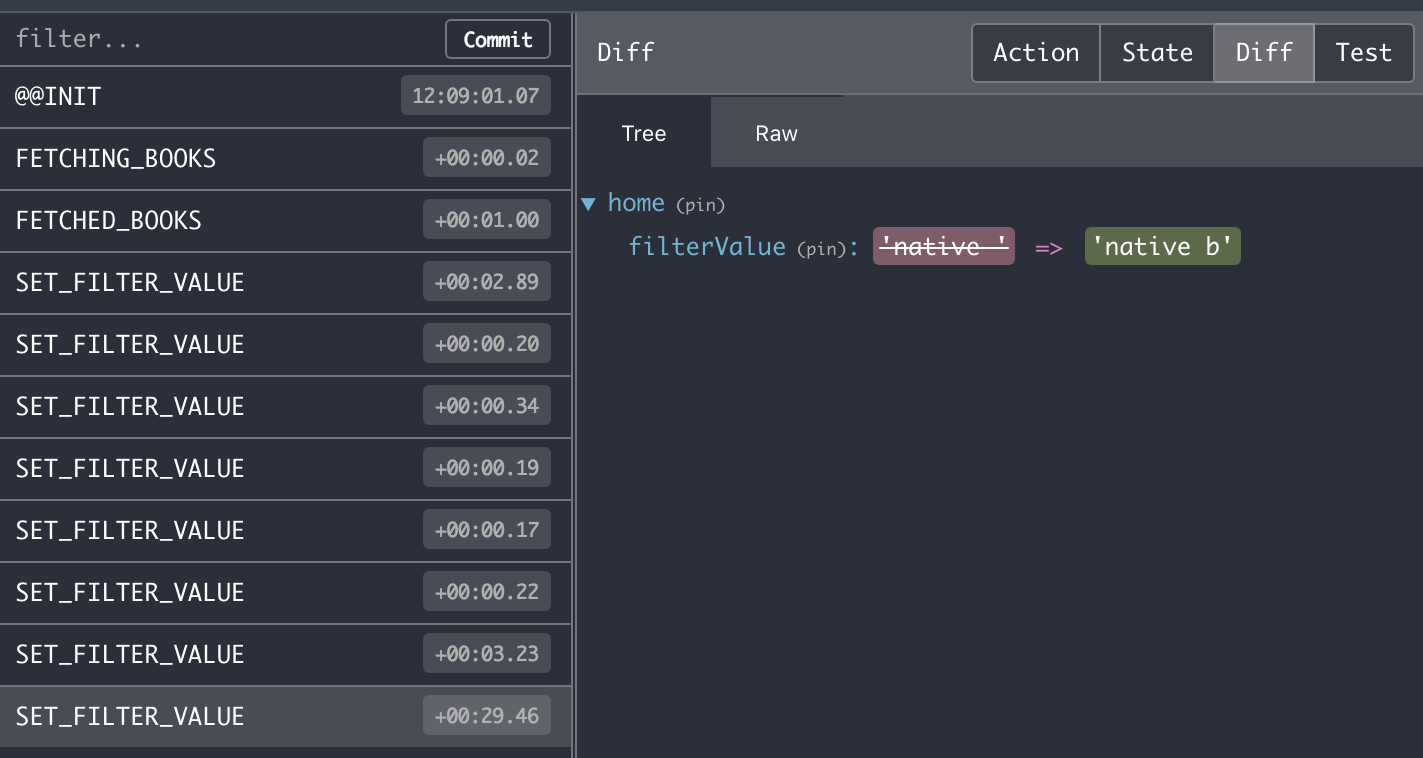 filter... Commit
@@INIT 12:09:01.07
FETCHING_BOOKS +00:00.02
FETCHED_BOOKS +00:01.00
SET_FILTER_VALUE +00:02.89
SET_FILTER_VALUE +00:00.20
SET_FILTER_VALUE +00:00.34
SET_FILTER_VALUE +00:00.19
SET_FILTER_VALUE +00:00.17
SET_FILTER_VALUE +00:00.22
SET_FILTER_VALUE +00:03.23
SET_FILTER_VALUE +00:29.46
Diff Action State Diff Test
Tree Raw
▼ home (pin)
filterValue (pin): 'native ' => 'native b'